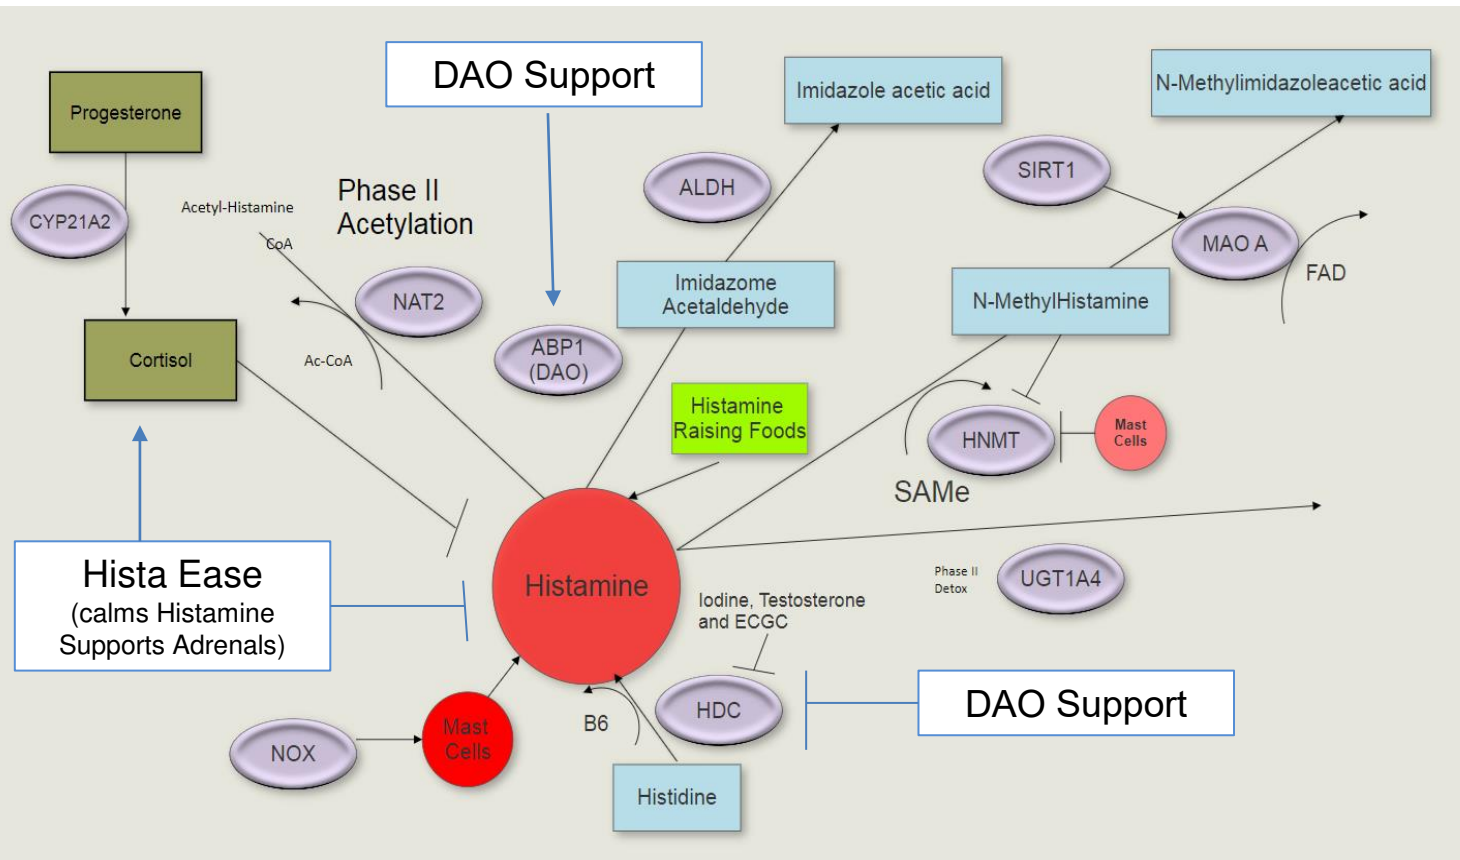 DAO Support
Imidazole acetic acid
N-Methylimidazoleacetic acid
Progesterone
CYP21A2
Acetyl-Histamine
CoA
Phase II
Acetylation
ALDH
SIRT1
MAO A
FAD
NAT2
Imidazome
Acetaldehyde
N-MethylHistamine
Cortisol
Ac-CoA
ABP1
(DAO)
Histamine
Raising Foods
HNMT
Mast
Cells
SAMe
Hista Ease
(calms Histamine
Supports Adrenals)
Histamine
Phase II
Detox
UGT1A4
Iodine, Testosterone
and ECGC
HDC
DAO Support
B6
Mast
Cells
NOX
Histidine